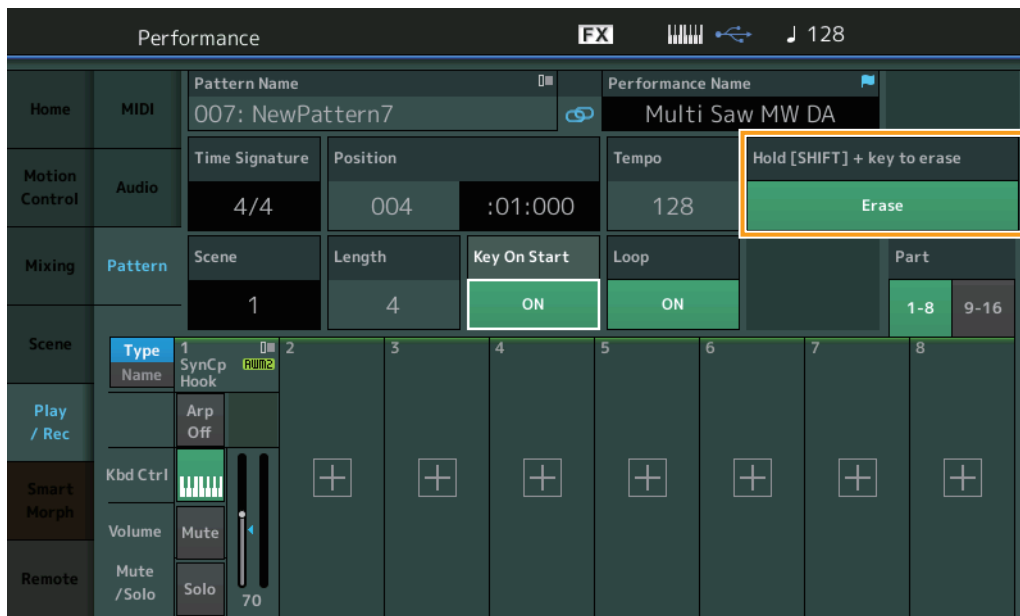 Performance
FX
♩ 128
Home
Motion
Control
Mixing
Scene
Play
/ Rec
Smart
Morph
Remote
MIDI
Audio
Pattern
Pattern Name
007: NewPattern7
Performance Name
Multi Saw MW DA
Time Signature
4/4
Position
004
:01:000
Tempo
128
Hold [SHIFT] + key to erase
Erase
Scene
1
Length
4
Key On Start
ON
Loop
ON
Part
1-8
9-16
Type
Name
1
SynCp
AWM2
Hook
2
3
4
5
6
7
8
Arp
Off
Kbd Ctrl
Volume
Mute
Mute
/Solo
Solo
70